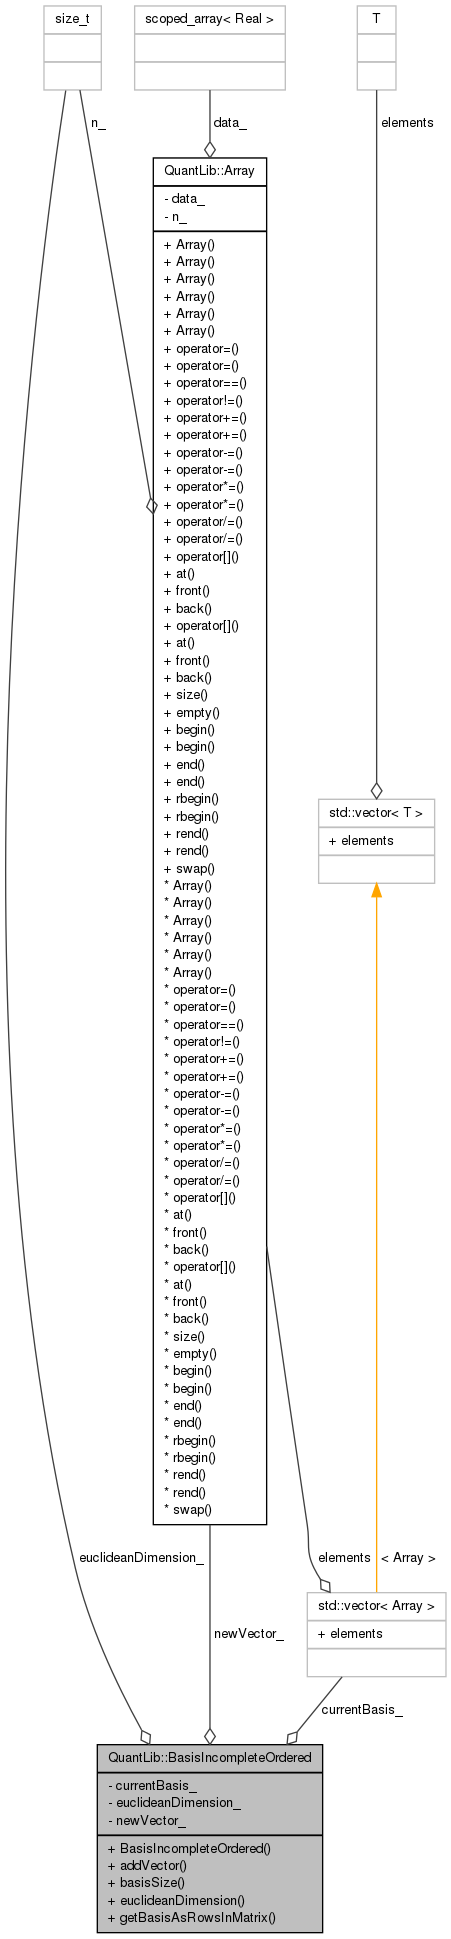 size_t
scoped_array< Real >
T
n_
data_
elements
QuantLib::Array
- data_
- n_
+ Array()
+ Array()
+ Array()
+ Array()
+ Array()
+ Array()
+ operator=()
+ operator=()
+ operator==()
+ operator!=()
+ operator+=()
+ operator+=()
+ operator-=()
+ operator-=()
+ operator*=()
+ operator*=()
+ operator/=()
+ operator/=()
+ operator[]()
+ at()
+ front()
+ back()
+ operator[]()
+ at()
+ front()
+ back()
+ size()
+ empty()
+ begin()
+ begin()
+ end()
+ end()
+ rbegin()
+ rbegin()
+ rend()
+ rend()
+ swap()
* Array()
* Array()
* Array()
* Array()
* Array()
* Array()
* operator=()
* operator=()
* operator==()
* operator!=()
* operator+=()
* operator+=()
* operator-=()
* operator-=()
* operator*=()
* operator*=()
* operator/=()
* operator/=()
* operator[]()
* at()
* front()
* back()
* operator[]()
* at()
* front()
* back()
* size()
* empty()
* begin()
* begin()
* end()
* end()
* rbegin()
* rbegin()
* rend()
* rend()
* swap()
std::vector< T >
+ elements
euclideanDimension_
elements
< Array >
newVector_
std::vector< Array >
+ elements
currentBasis_
QuantLib::BasisIncompleteOrdered
- currentBasis_
- euclideanDimension_
- newVector_
+ BasisIncompleteOrdered()
+ addVector()
+ basisSize()
+ euclideanDimension()
+ getBasisAsRowsInMatrix()